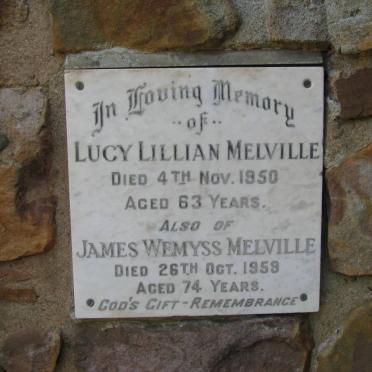 In Loving Memory
·· of ··
LUCY LILLIAN MELVILLE
DIED 4TH NOV. 1950
AGED 63 YEARS.
ALSO OF
JAMES WEMYSS MELVILLE
DIED 26TH OCT. 1959
AGED 74 YEARS.
GOD'S GIFT-REMEMBRANCE